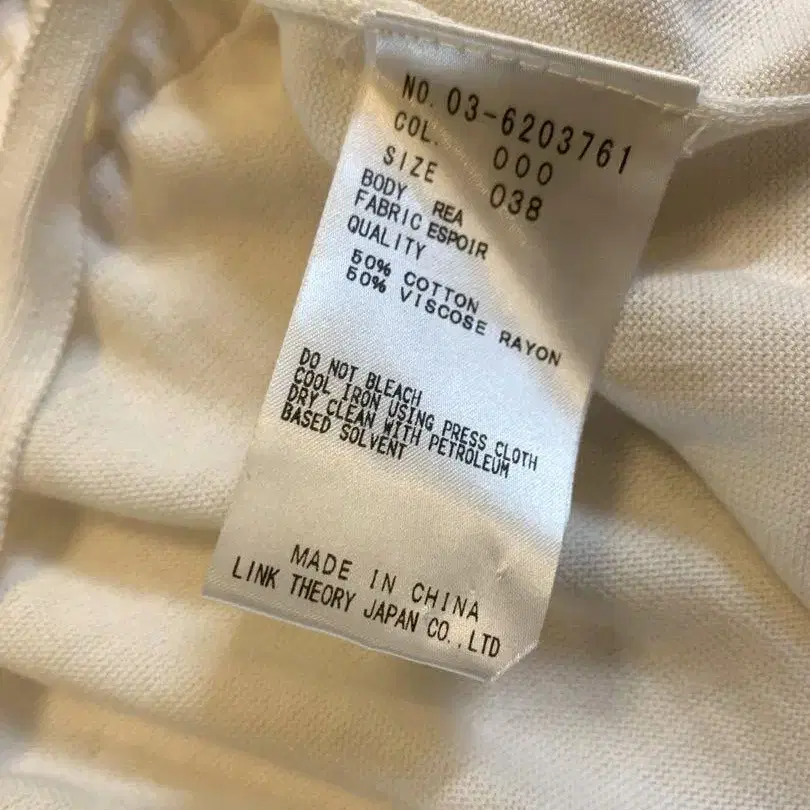 NO. 03-6203761
COL. 000
SIZE 038
BODY REA
FABRIC ESPOIR
QUALITY
50% COTTON
50% VISCOSE RAYON
DO NOT BLEACH
COOL IRON USING PRESS CLOTH
DRY CLEAN WITH PETROLEUM
BASED SOLVENT
MADE IN CHINA
LINK THEORY JAPAN CO.,LTD